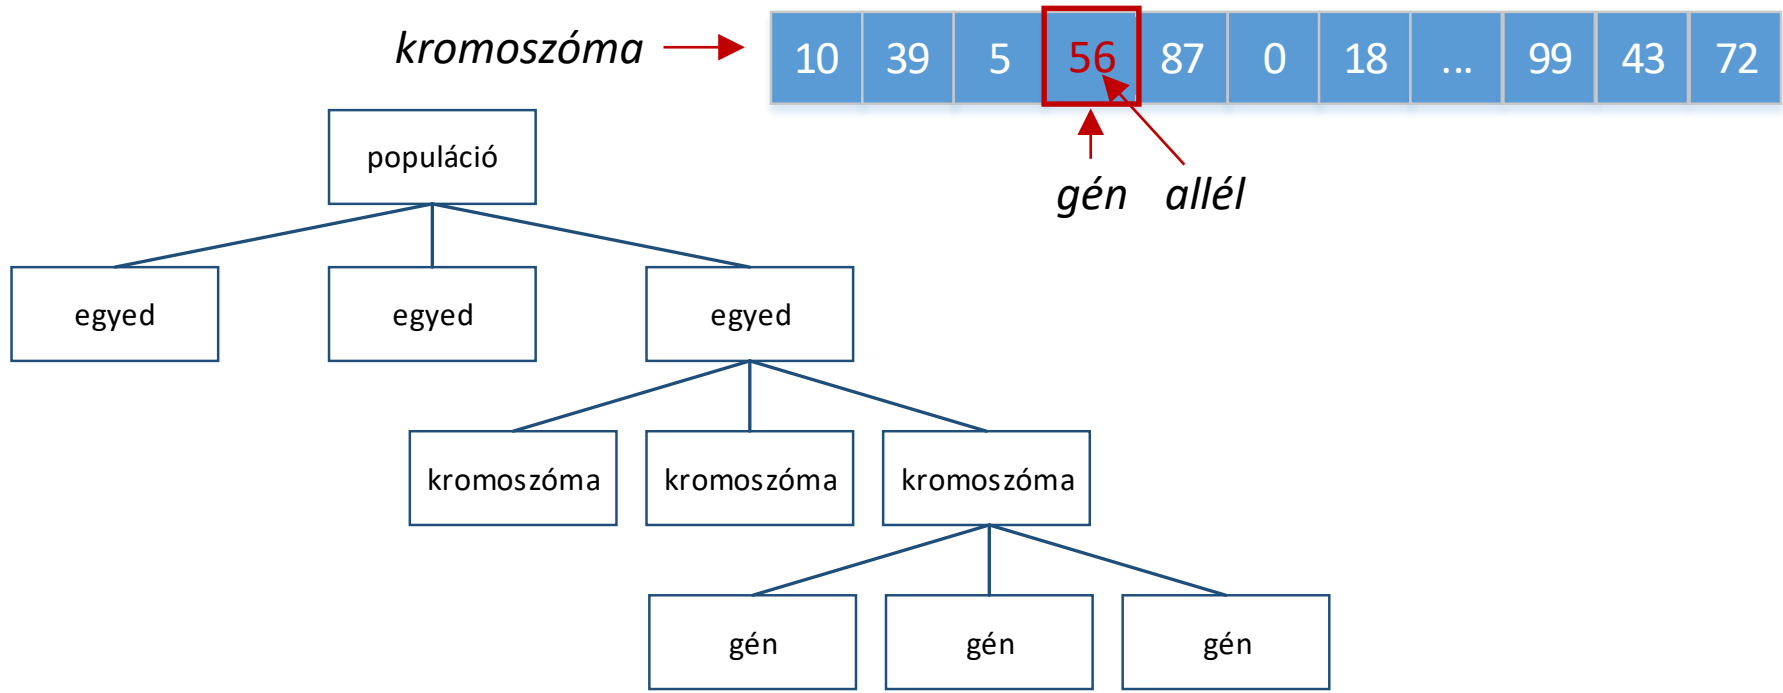 kromoszóma
10 39 5 56 87 0 18 ... 99 43 72
gén allél
populáció
egyed egyed egyed
kromoszóma kromoszóma kromoszóma
gén gén gén